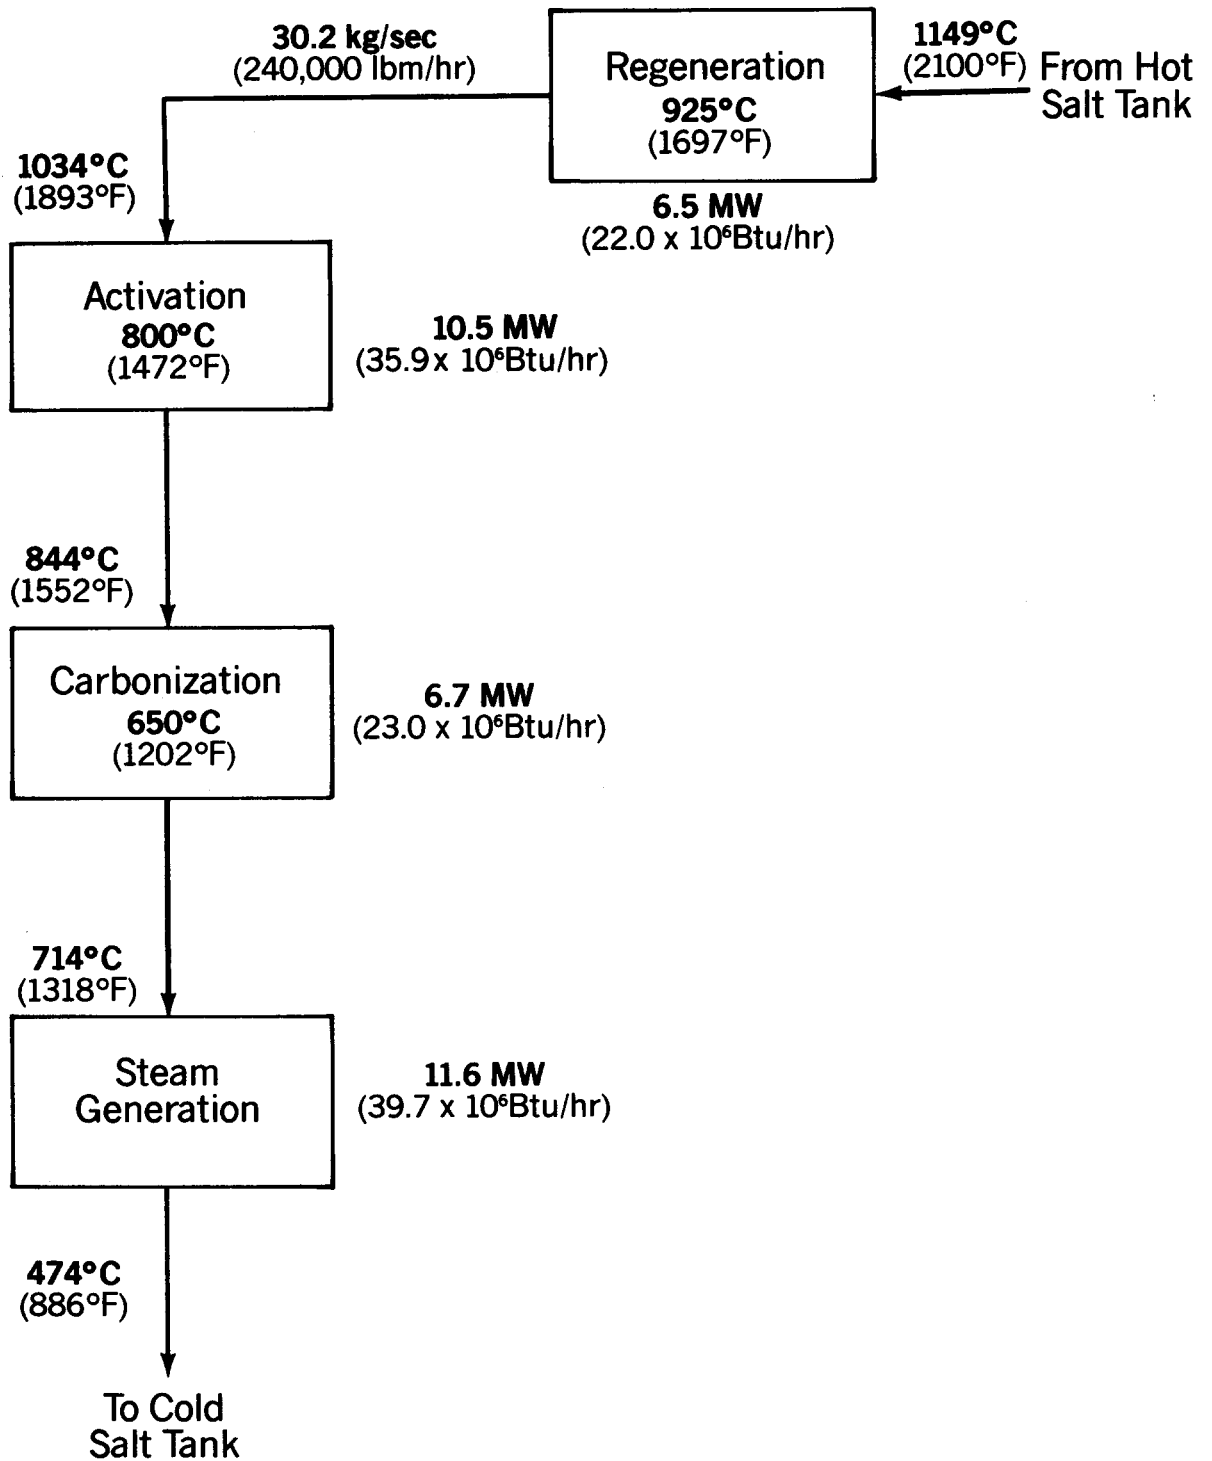 30.2 kg/sec
(240,000 lbm/hr)
Regeneration
925°C
(1697°F)
1149°C
(2100°F)
From Hot
Salt Tank
6.5 MW
(22.0 x 10⁶Btu/hr)
1034°C
(1893°F)
Activation
800°C
(1472°F)
10.5 MW
(35.9x 10⁶Btu/hr)
844°C
(1552°F)
Carbonization
650°C
(1202°F)
6.7 MW
(23.0 x 10⁶Btu/hr)
714°C
(1318°F)
Steam
Generation
11.6 MW
(39.7 x 10⁶Btu/hr)
474°C
(886°F)
To Cold
Salt Tank